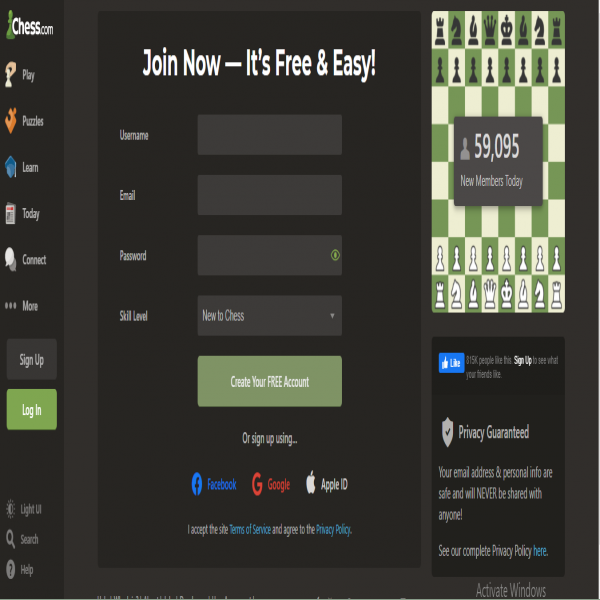 Chess.com
Play
Puzzles
Learn
Today
Connect
More
Sign Up
Log In
Light UI
Search
Help
Join Now — It's Free & Easy!
Username
Email
Password
Skill Level
New to Chess
Create Your FREE Account
Or sign up using...
Facebook
Google
Apple ID
I accept the site Terms of Service and agree to the Privacy Policy.
59,095
New Members Today
Like
815K people like this. Sign Up to see what
your friends like.
Privacy Guaranteed
Your email address & personal info are
safe and will NEVER be shared with
anyone!
See our complete Privacy Policy here.
Activate Windows